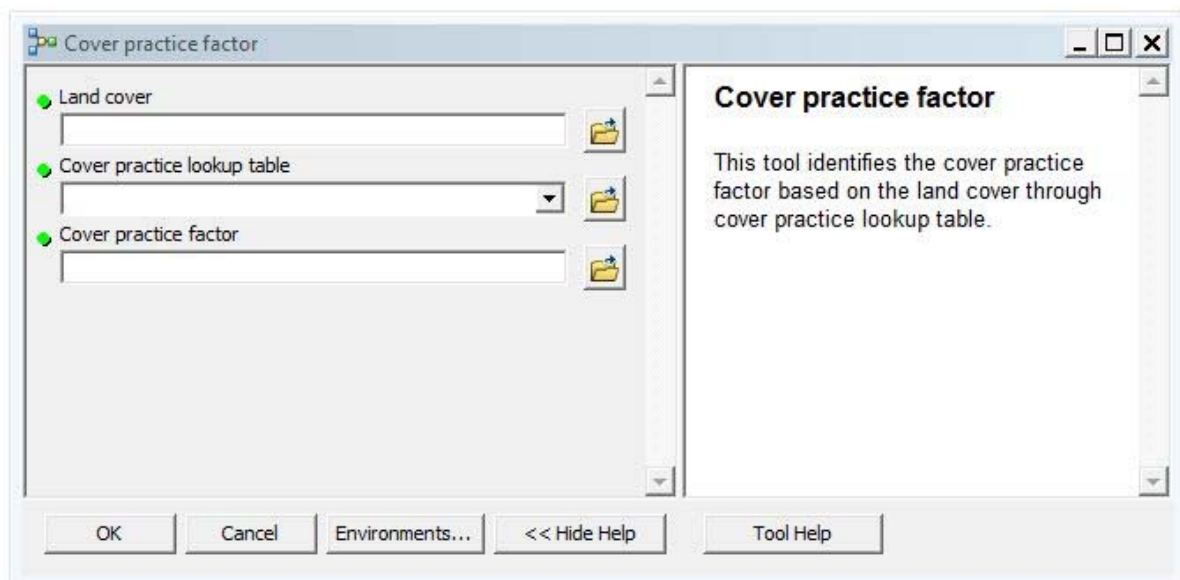 Cover practice factor
Land cover
Cover practice lookup table
Cover practice factor
Cover practice factor
This tool identifies the cover practice
factor based on the land cover through
cover practice lookup table.
OK
Cancel
Environments...
<< Hide Help
Tool Help